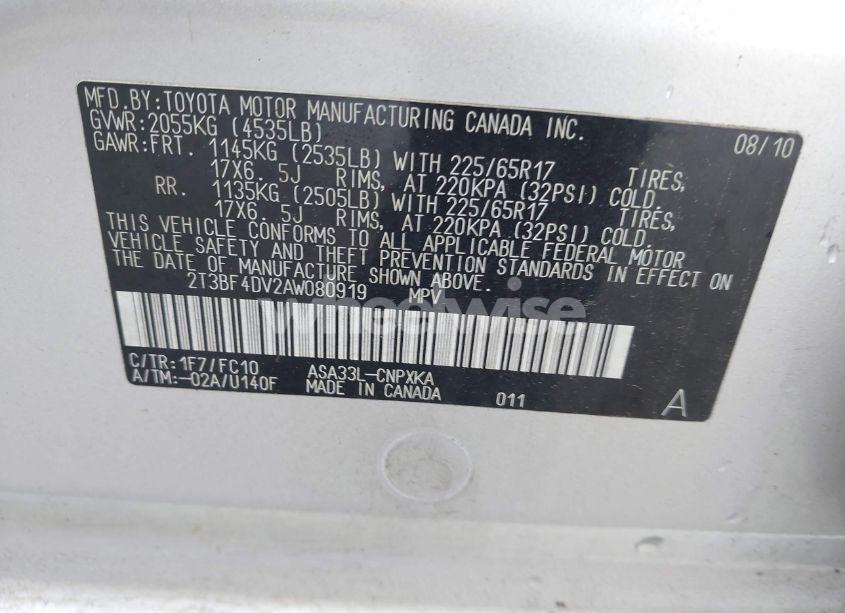 MFD.BY:TOYOTA MOTOR MANUFACTURING CANADA INC. 08/10
GVWR:2055KG (4535LB)
GAWR:FRT. 1145KG (2535LB) WITH 225/65R17 TIRES,
17X6. 5J RIMS, AT 220KPA (32PSI) COLD.
RR. 1135KG (2505LB) WITH 225/65R17 TIRES,
17X6. 5J RIMS, AT 220KPA (32PSI) COLD.
THIS VEHICLE CONFORMS TO ALL APPLICABLE FEDERAL MOTOR
VEHICLE SAFETY AND THEFT PREVENTION STANDARDS IN EFFECT ON
THE DATE OF MANUFACTURE SHOWN ABOVE.
2T3BF4DV2AW080919 MPV
wheelwise
C/TR:1F7/FC10 ASA33L-CNPXKA
A/TM:-02A/U140F MADE IN CANADA 011 A